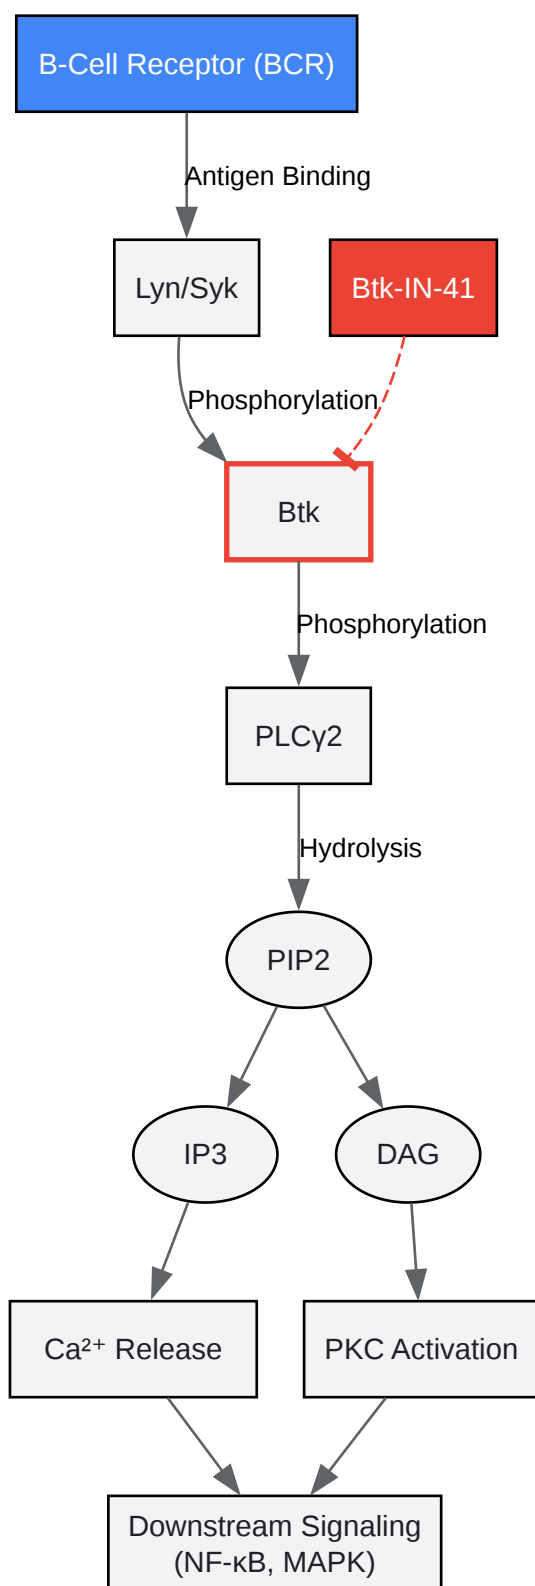 B-Cell Receptor (BCR)
Antigen Binding
Lyn/Syk
Btk-IN-41
Phosphorylation
Btk
Phosphorylation
PLCγ2
Hydrolysis
PIP2
IP3
DAG
Ca²⁺ Release
PKC Activation
Downstream Signaling
(NF-κB, MAPK)